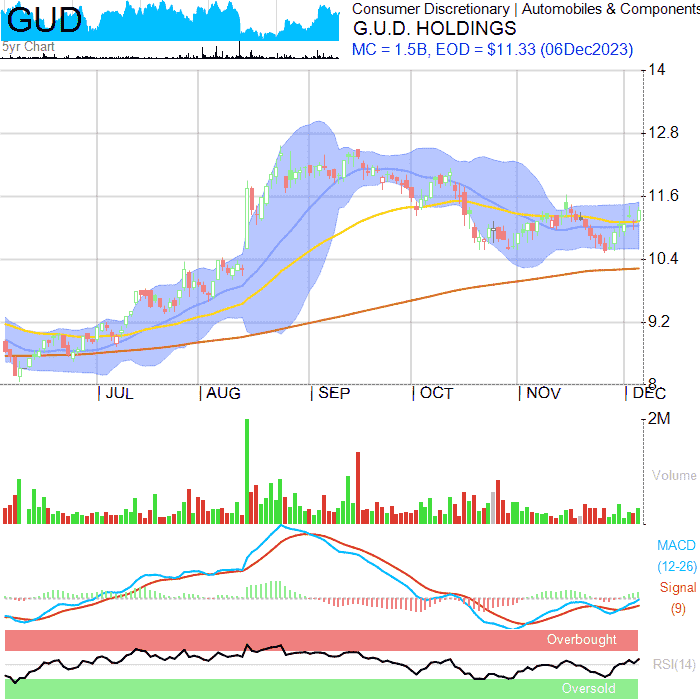 GUD
5yr Chart
Consumer Discretionary | Automobiles & Components
G.U.D. HOLDINGS
MC = 1.5B, EOD = $11.33 (06Dec2023)
14
12.8
11.6
10.4
9.2
8
JUL AUG SEP OCT NOV DEC
2M
Volume
MACD
(12-26)
Signal
(9)
Overbought
RSI(14)
Oversold